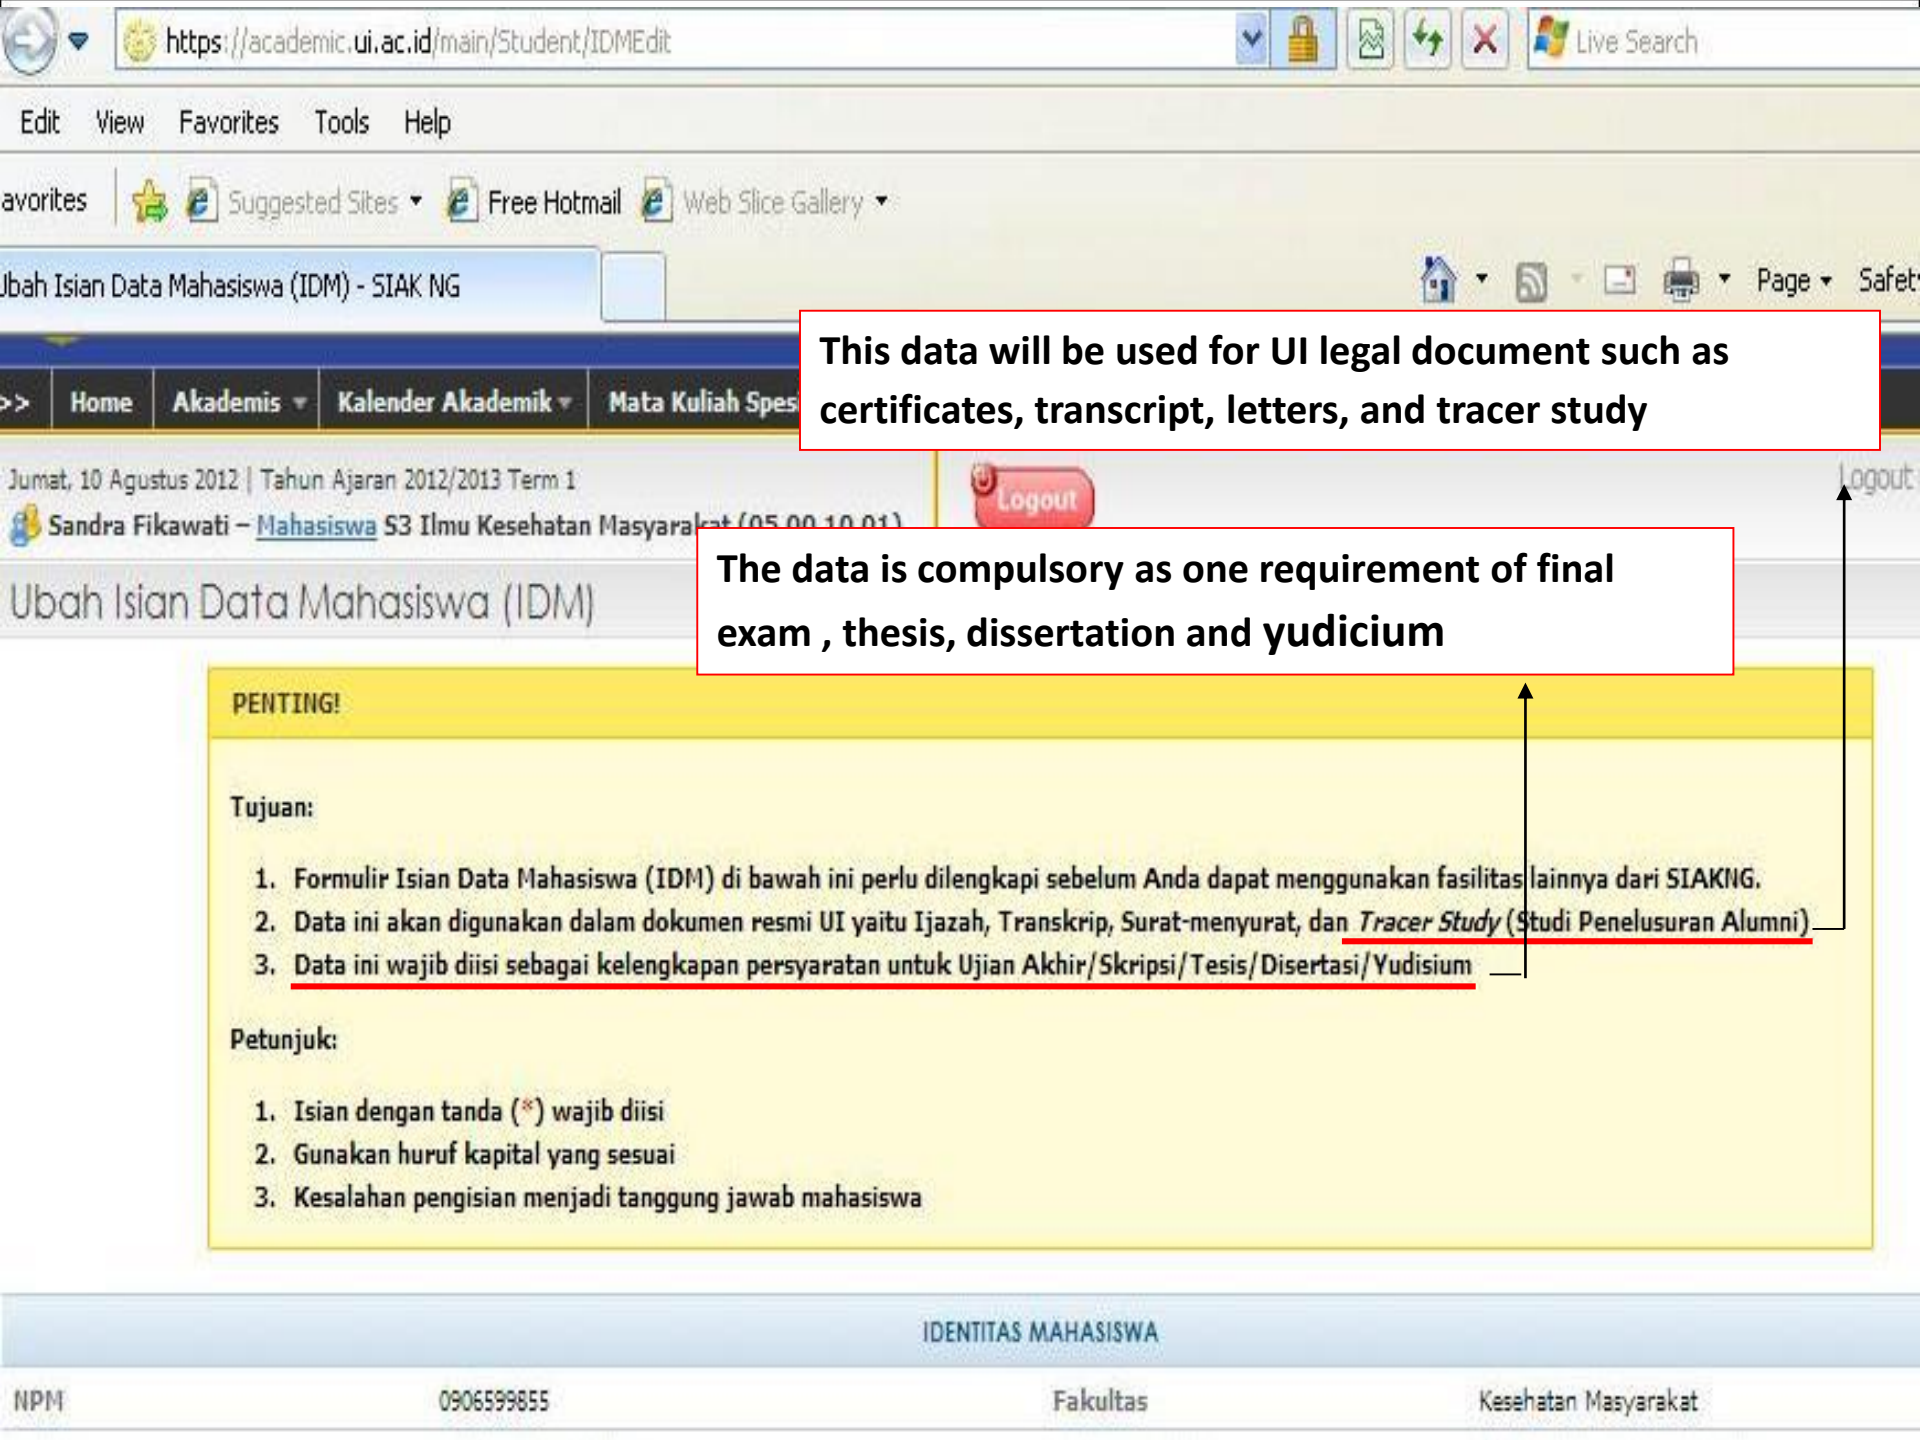 https://academic.ui.ac.id/main/Student/IDMEdit
Live Search
Edit View Favorites Tools Help
avorites Suggested Sites Free Hotmail Web Slice Gallery
Ubah Isian Data Mahasiswa (IDM) - SIAK NG
Page Safety
This data will be used for UI legal document such as
certificates, transcript, letters, and tracer study
>> Home Akademis Kalender Akademik Mata Kuliah Spesi
Jumat, 10 Agustus 2012 | Tahun Ajaran 2012/2013 Term 1
Logout
Logout
Sandra Fikawati – Mahasiswa S3 Ilmu Kesehatan Masyarakat (05.00.10.01)
The data is compulsory as one requirement of final
exam , thesis, dissertation and yudicium
Ubah Isian Data Mahasiswa (IDM)
PENTING!
Tujuan:
1. Formulir Isian Data Mahasiswa (IDM) di bawah ini perlu dilengkapi sebelum Anda dapat menggunakan fasilitas lainnya dari SIAKNG.
2. Data ini akan digunakan dalam dokumen resmi UI yaitu Ijazah, Transkrip, Surat-menyurat, dan Tracer Study (Studi Penelusuran Alumni)
3. Data ini wajib diisi sebagai kelengkapan persyaratan untuk Ujian Akhir/Skripsi/Tesis/Disertasi/Yudisium
Petunjuk:
1. Isian dengan tanda (*) wajib diisi
2. Gunakan huruf kapital yang sesuai
3. Kesalahan pengisian menjadi tanggung jawab mahasiswa
IDENTITAS MAHASISWA
NPM 0906599855 Fakultas Kesehatan Masyarakat